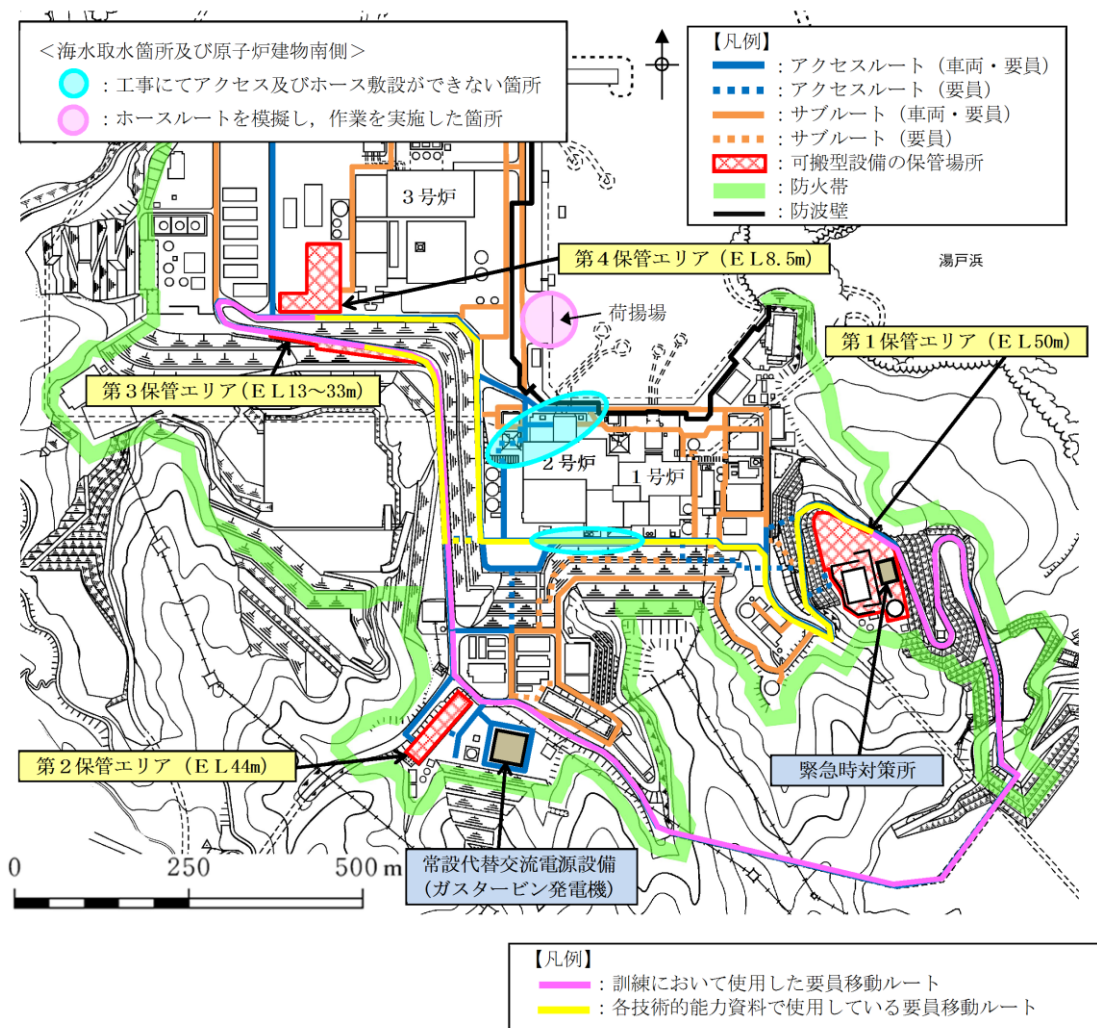 <海水取水箇所及び原子炉建物南側>
：工事にてアクセス及びホース敷設ができない箇所
：ホースルートを模擬し，作業を実施した箇所
【凡例】
：アクセスルート（車両・要員）
：アクセスルート（要員）
：サブルート（車両・要員）
：サブルート（要員）
：可搬型設備の保管場所
：防火帯
：防波壁
3号炉
湯戸浜
第4保管エリア（EL8.5m）
荷揚場
第1保管エリア（EL50m）
第3保管エリア(EL13～33m)
2号炉
1号炉
第2保管エリア（EL44m）
緊急時対策所
常設代替交流電源設備
(ガスタービン発電機)
0 250 500 m
【凡例】
：訓練において使用した要員移動ルート
：各技術的能力資料で使用している要員移動ルート